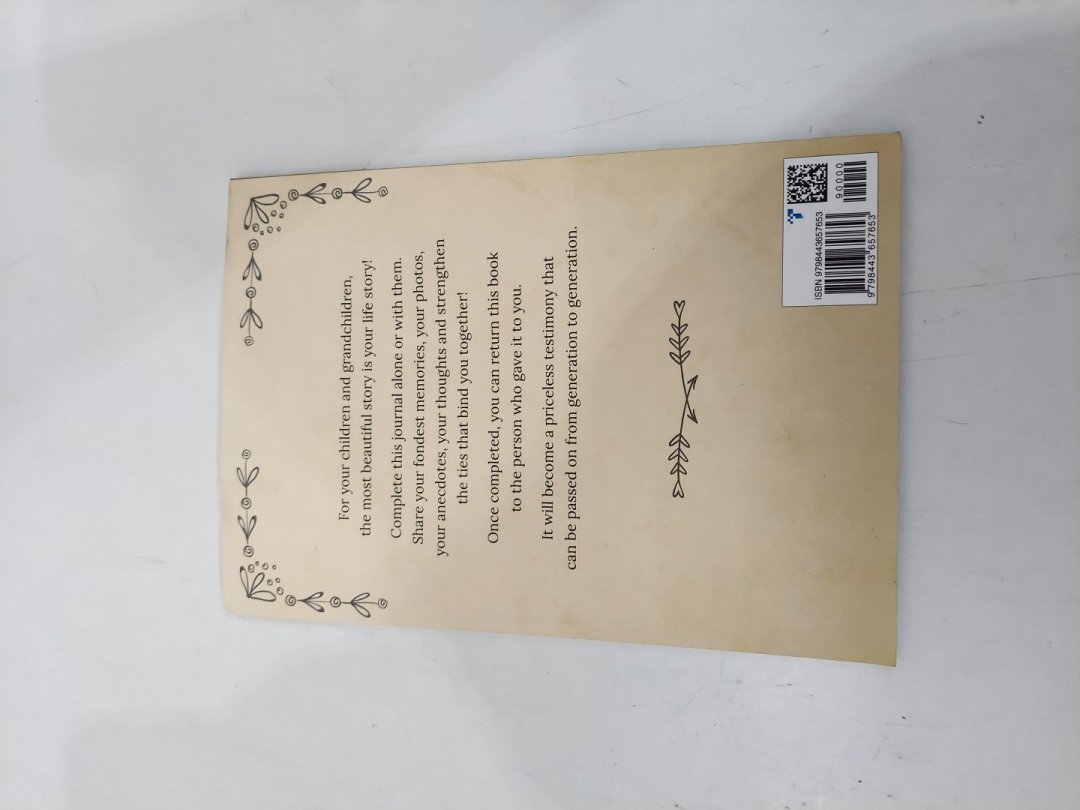 For your children and grandchildren,
the most beautiful story is your life story!
Complete this journal alone or with them.
Share your fondest memories, your photos,
your anecdotes, your thoughts and strengthen
the ties that bind you together!
Once completed, you can return this book
to the person who gave it to you.
It will become a priceless testimony that
can be passed on from generation to generation.
ISBN 9798443657653
90000
9 798443 657653